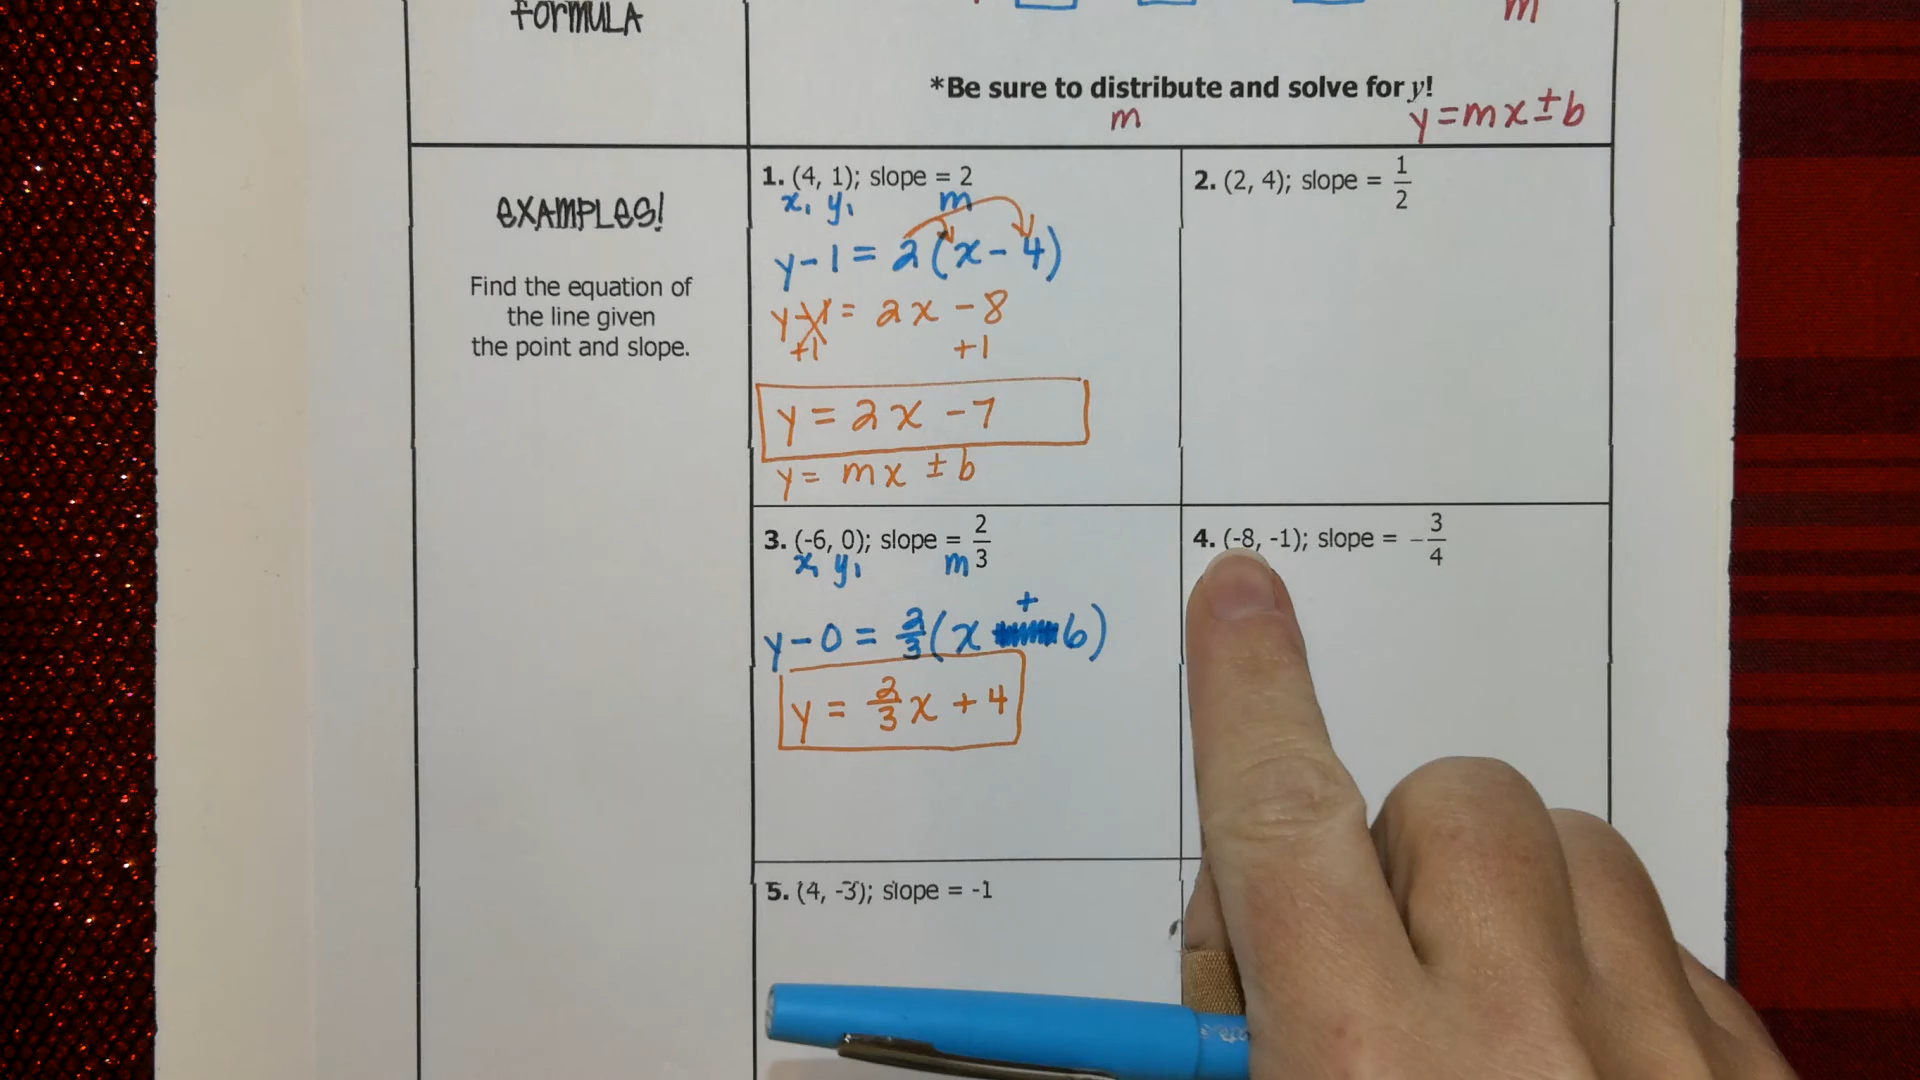 FORMULA
m
*Be sure to distribute and solve for y!
m
y=mx±b
EXAMPLES!
Find the equation of
the line given
the point and slope.
1. (4, 1); slope = 2
x₁ y₁ m
y-1 = 2(x-4)
y-1 = 2x -8
+1 +1
y = 2x -7
y = mx ± b
2. (2, 4); slope = 1/2
3. (-6, 0); slope = 2/3
x₁ y₁ m
+
y-0 = 2/3(x 6)
y = 2/3x + 4
4. (-8, -1); slope = -3/4
5. (4, -3); slope = -1